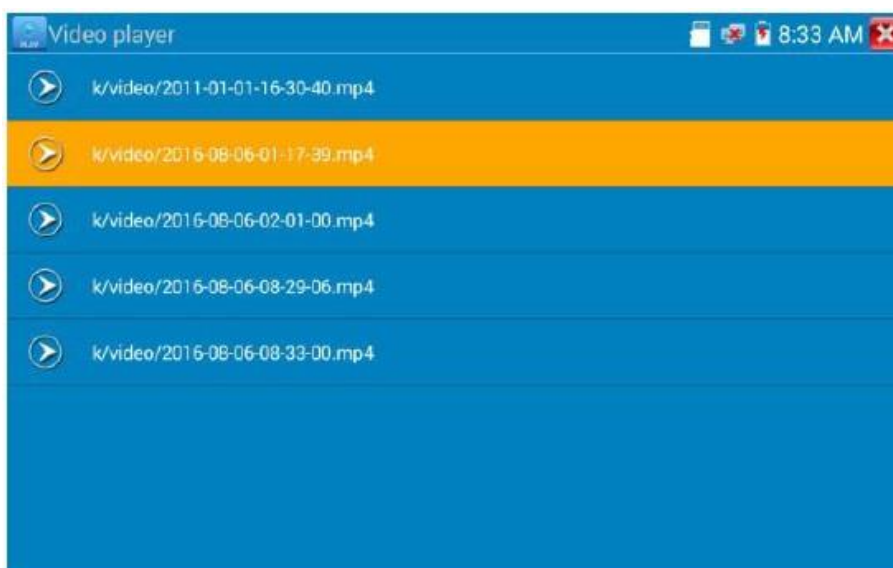 Video player
8:33 AM
k/video/2011-01-01-16-30-40.mp4
k/video/2016-08-06-01-17-39.mp4
k/video/2016-08-06-02-01-00.mp4
k/video/2016-08-06-08-29-06.mp4
k/video/2016-08-06-08-33-00.mp4